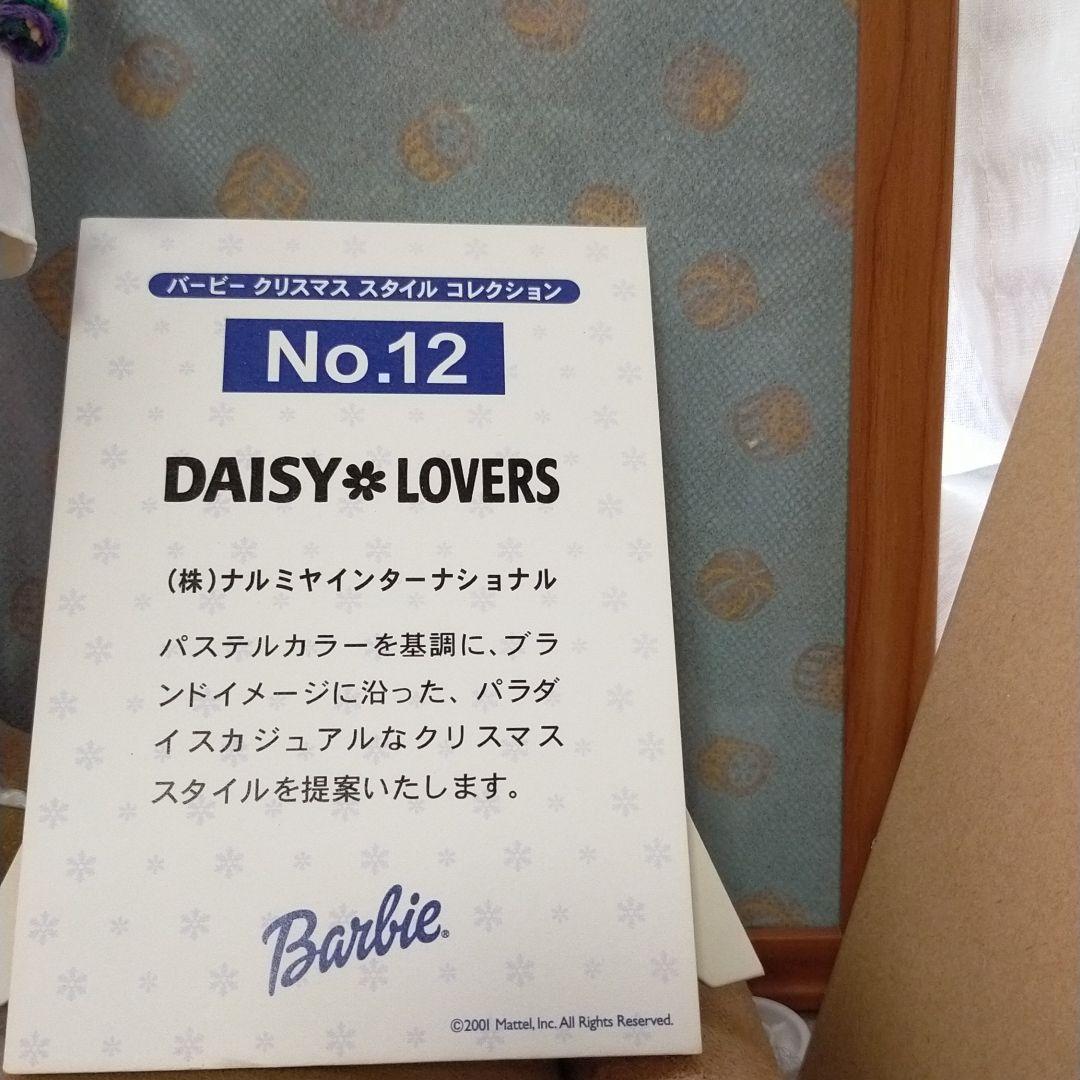 バービー クリスマス スタイル コレクション
No.12
DAISY✻LOVERS
(株)ナルミヤインターナショナル
パステルカラーを基調に、ブラ
ンドイメージに沿った、パラダ
イスカジュアルなクリスマス
スタイルを提案いたします。
Barbie®
©2001 Mattel, Inc. All Rights Reserved.